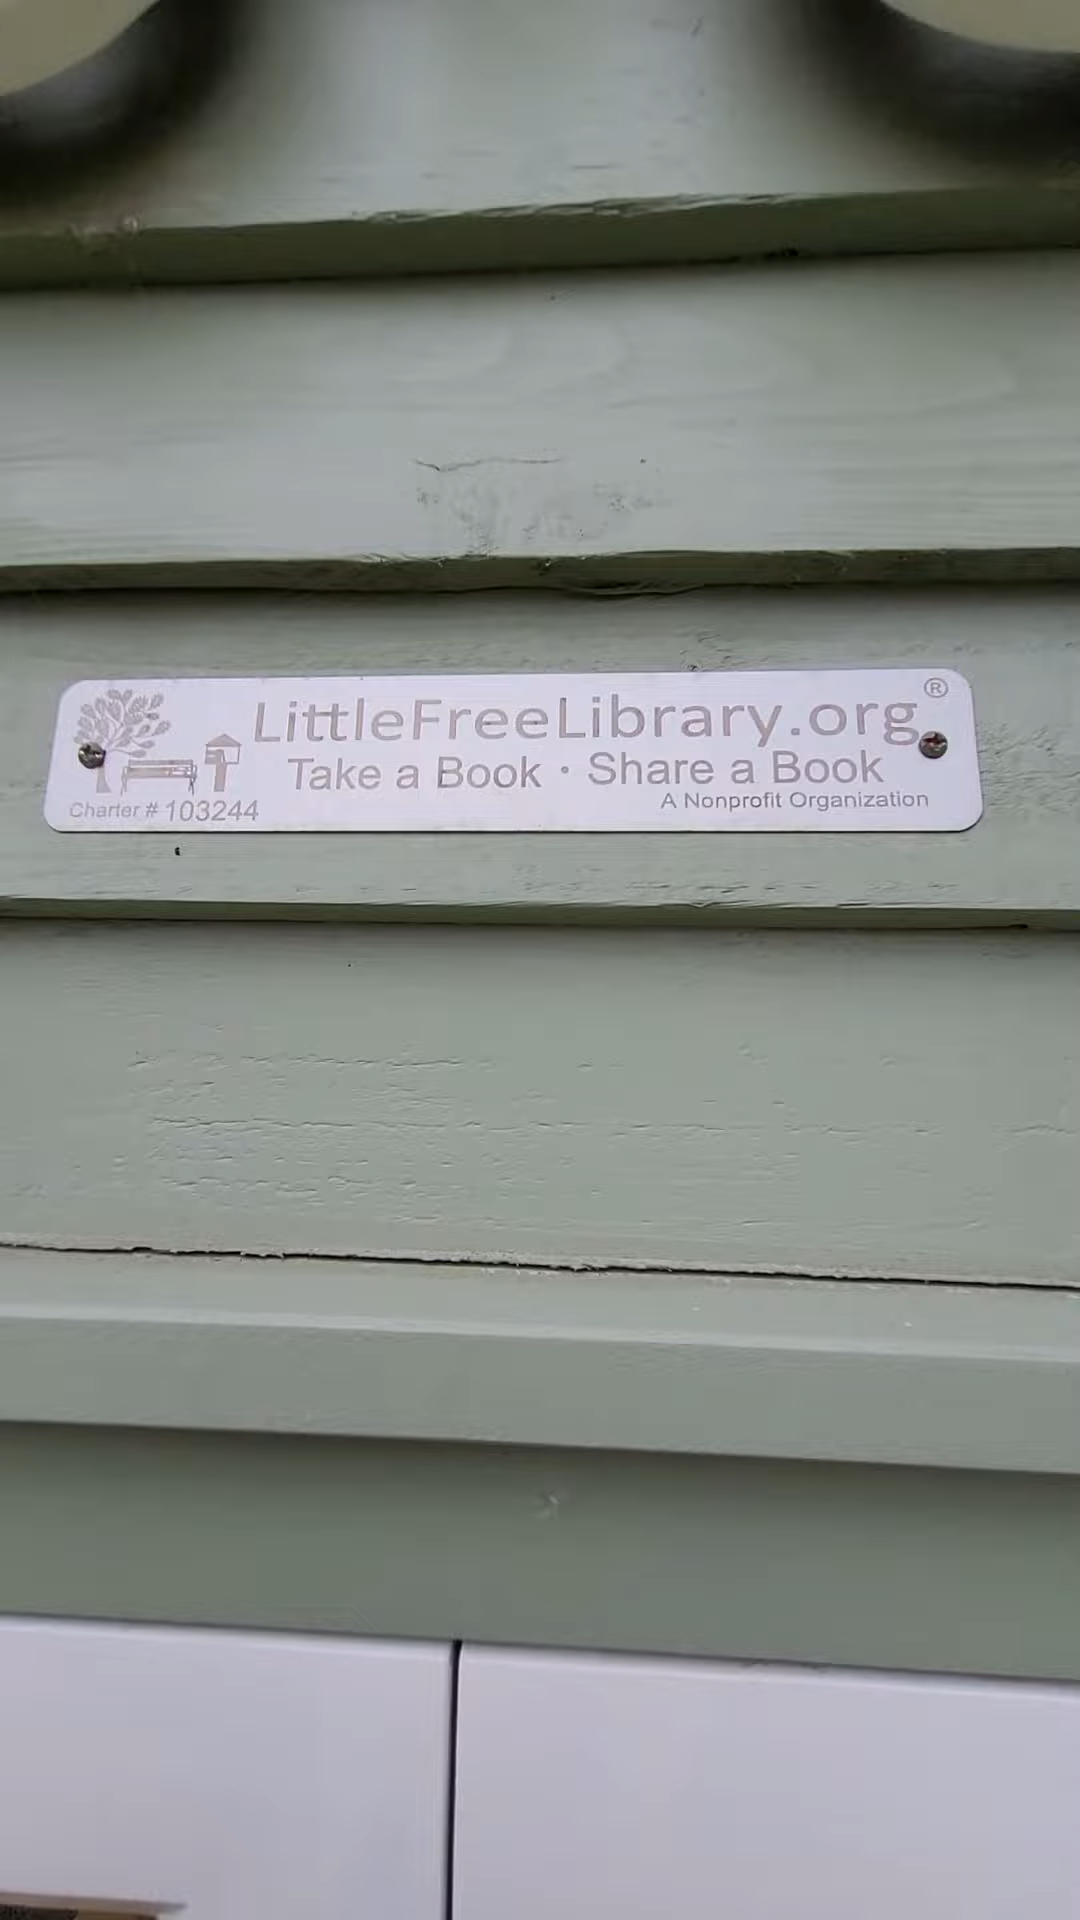 LittleFreeLibrary.org®
Take a Book · Share a Book
A Nonprofit Organization
Charter # 103244